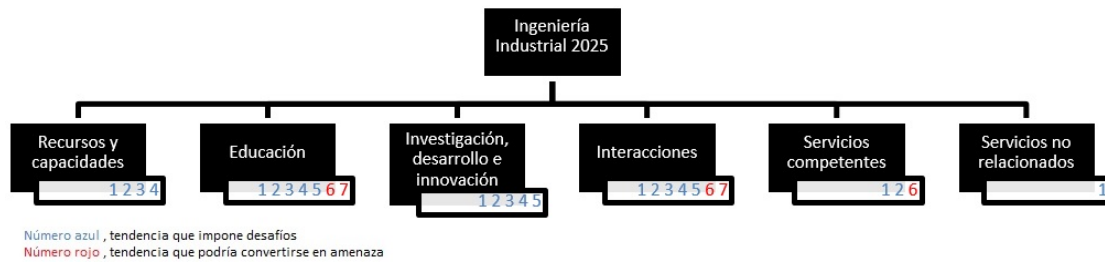 Ingeniería
Industrial 2025
Recursos y
capacidades
1 2 3 4
Educación
1 2 3 4 5 6 7
Investigación,
desarrollo e
innovación
1 2 3 4 5
Interacciones
1 2 3 4 5 6 7
Servicios
competentes
1 2 6
Servicios no
relacionados
1
Número azul , tendencia que impone desafíos
Número rojo , tendencia que podría convertirse en amenaza